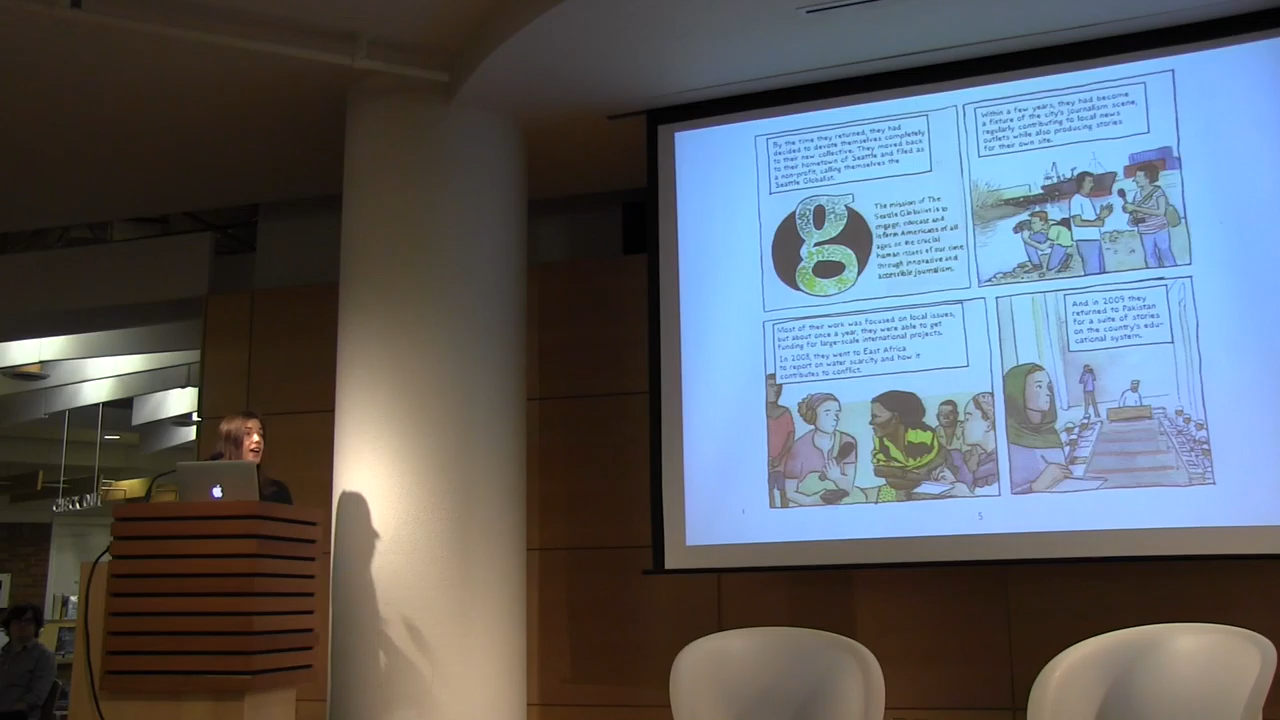 By the time they returned, they had
decided to devote themselves completely
to their new collective. They moved back
to their hometown of Seattle and filed as
a non-profit, calling themselves the
Seattle Globalist.
g
The mission of The
Seattle Globalist is to
engage, educate and
inform Americans of all
ages on the crucial
human issues of our time
through innovative and
accessible journalism.
Within a few years, they had become
a fixture of the city's journalism scene,
regularly contributing to local news
outlets while also producing stories
for their own site.
Most of their work was focused on local issues,
but about once a year, they were able to get
funding for large-scale international projects.
In 2008, they went to East Africa
to report on water scarcity and how it
contributes to conflict.
And in 2009 they
returned to Pakistan
for a suite of stories
on the country's edu-
cational system.
5
CHECK OUT